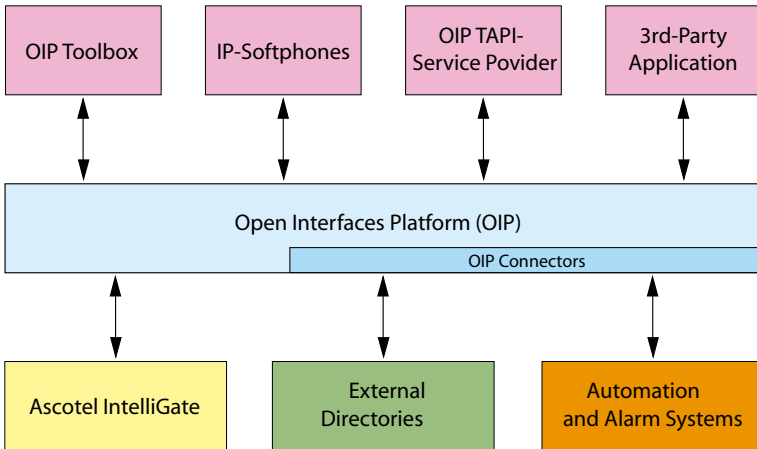 OIP Toolbox
IP-Softphones
OIP TAPI-
Service Povider
3rd-Party
Application
Open Interfaces Platform (OIP)
OIP Connectors
Ascotel IntelliGate
External
Directories
Automation
and Alarm Systems